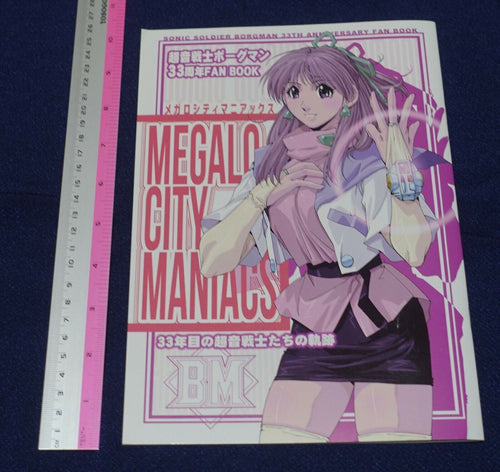 SONIC SOLDIER BORGMAN 33TH ANNIVERSARY FAN BOOK
超音戦士ボーグマン
33周年FAN BOOK
メガロシティマニアックス
MEGALO
CITY
MANIACS
33年目の超音戦士たちの軌跡
BM